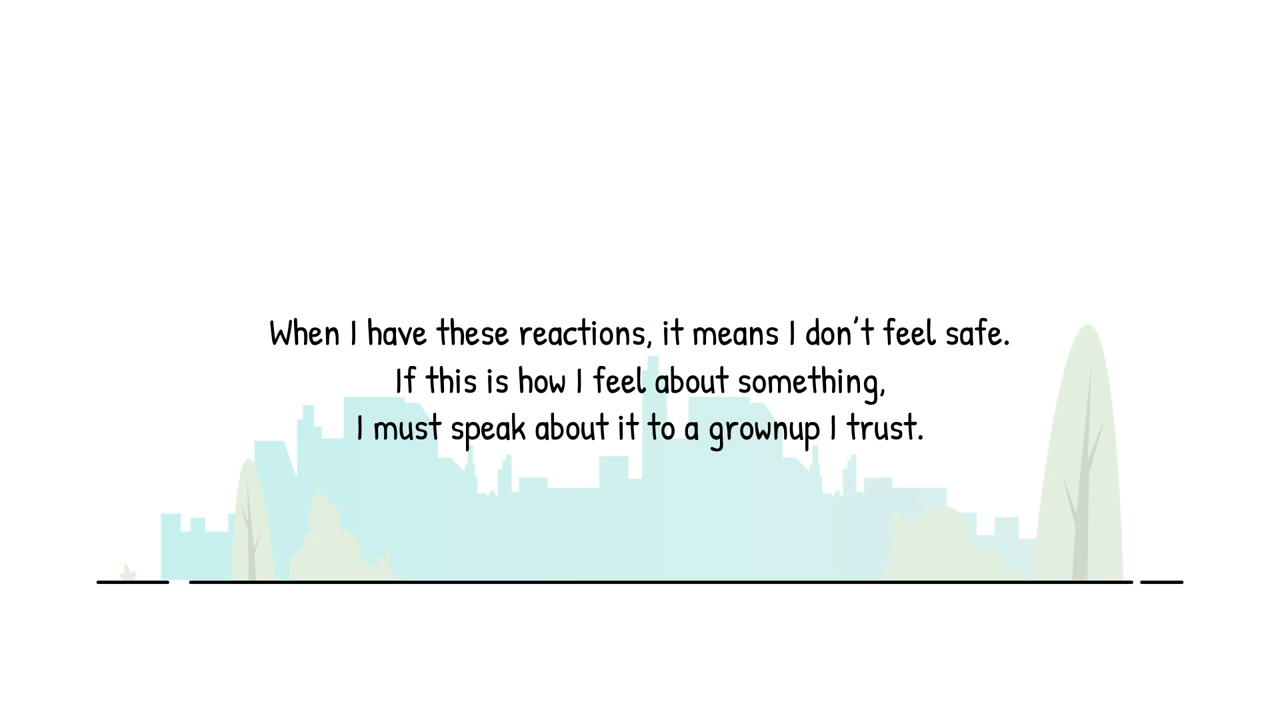 When I have these reactions, it means I don't feel safe.
If this is how I feel about something,
I must speak about it to a grownup I trust.